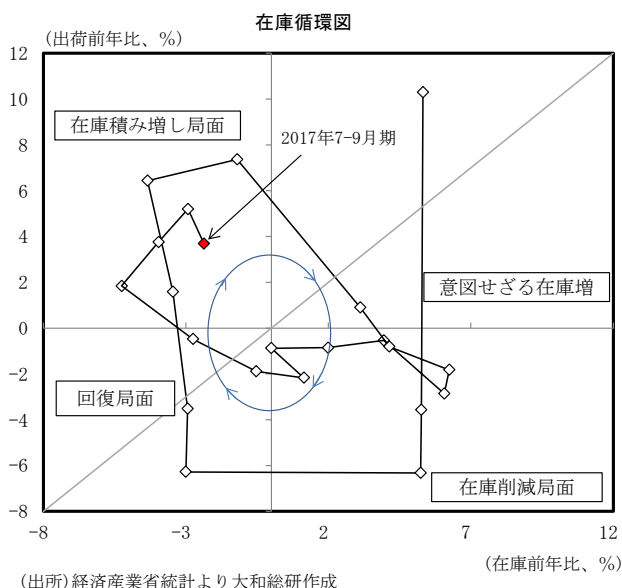 在庫循環図
(出荷前年比、%)
12
10
8
6
4
2
0
-2
-4
-6
-8
在庫積み増し局面
2017年7-9月期
意図せざる在庫増
回復局面
在庫削減局面
-8
-3
2
7
12
(在庫前年比、%)
(出所)経済産業省統計より大和総研作成